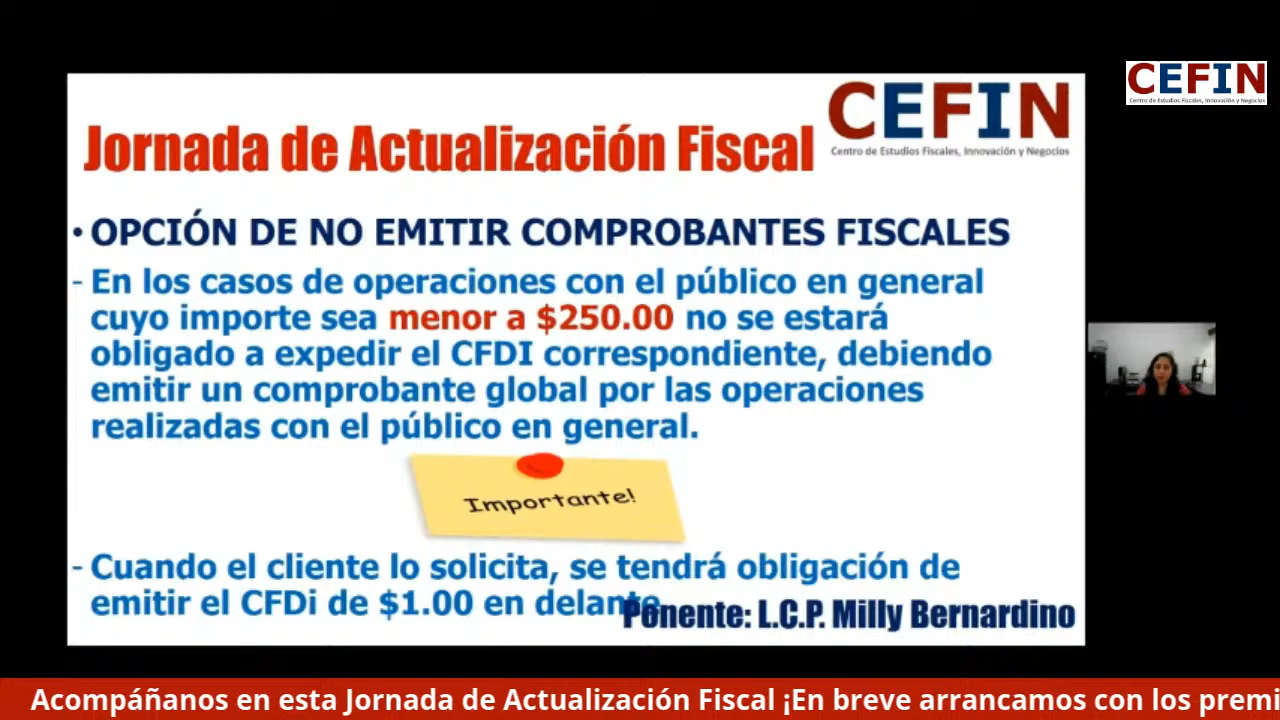 CEFIN
Centro de Estudios Fiscales, Innovación y Negocios
CEFIN
Centro de Estudios Fiscales, Innovación y Negocios
Jornada de Actualización Fiscal
• OPCIÓN DE NO EMITIR COMPROBANTES FISCALES
- En los casos de operaciones con el público en general
cuyo importe sea menor a $250.00 no se estará
obligado a expedir el CFDI correspondiente, debiendo
emitir un comprobante global por las operaciones
realizadas con el público en general.
Importante!
- Cuando el cliente lo solicita, se tendrá obligación de
emitir el CFDi de $1.00 en delante
Ponente: L.C.P. Milly Bernardino
Acompáñanos en esta Jornada de Actualización Fiscal ¡En breve arrancamos con los premi